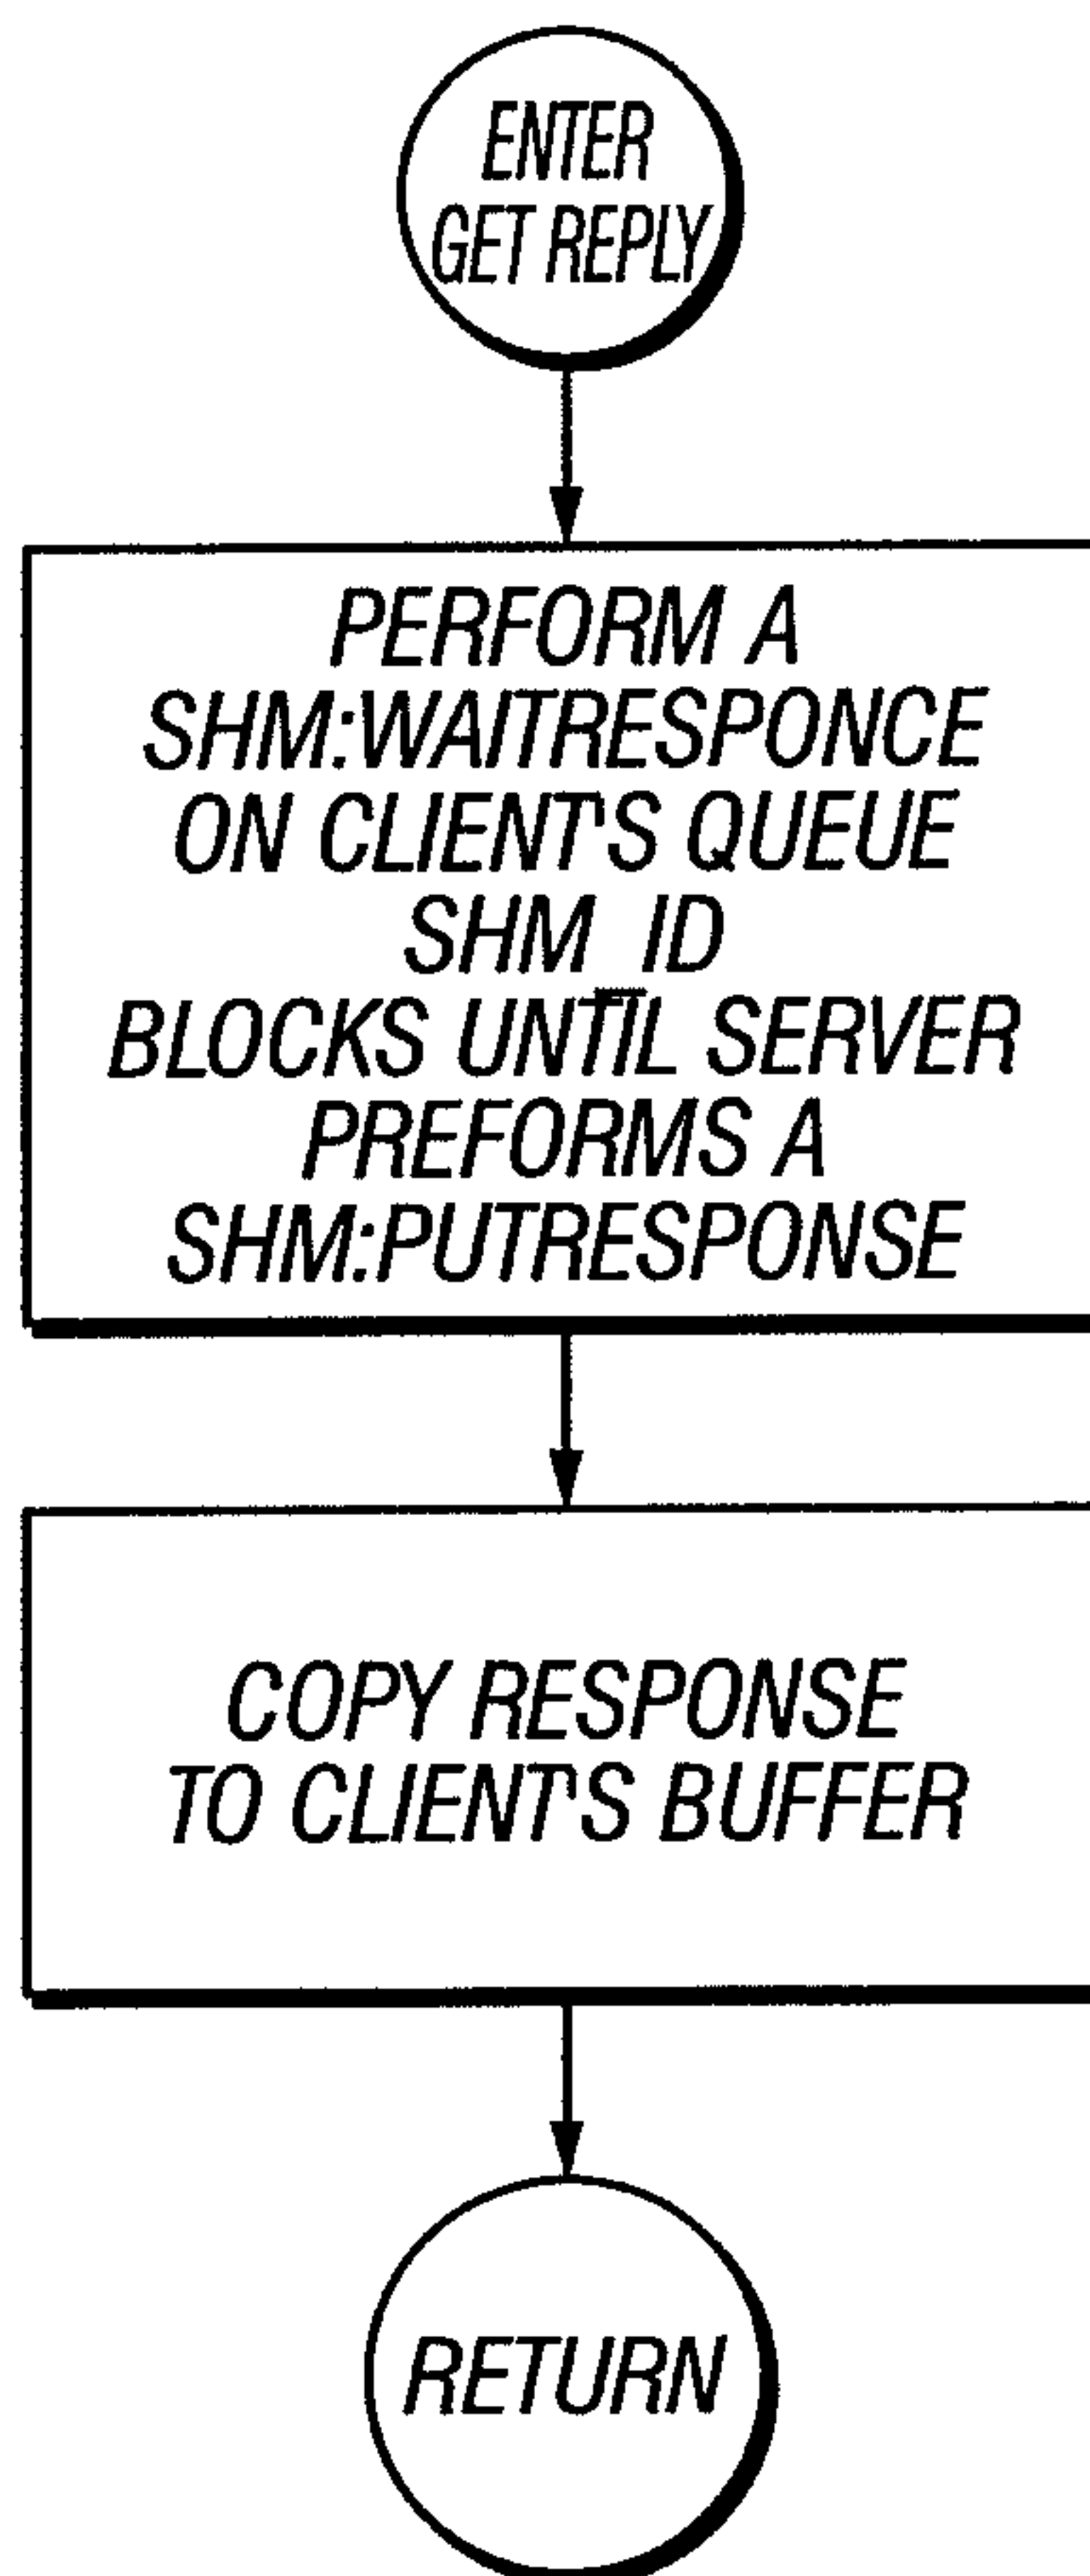 ENTER
GET REPLY
PERFORM A
SHM:WAITRESPONCE
ON CLIENT'S QUEUE
SHM_ID
BLOCKS UNTIL SERVER
PREFORMS A
SHM:PUTRESPONSE
COPY RESPONSE
TO CLIENT'S BUFFER
RETURN